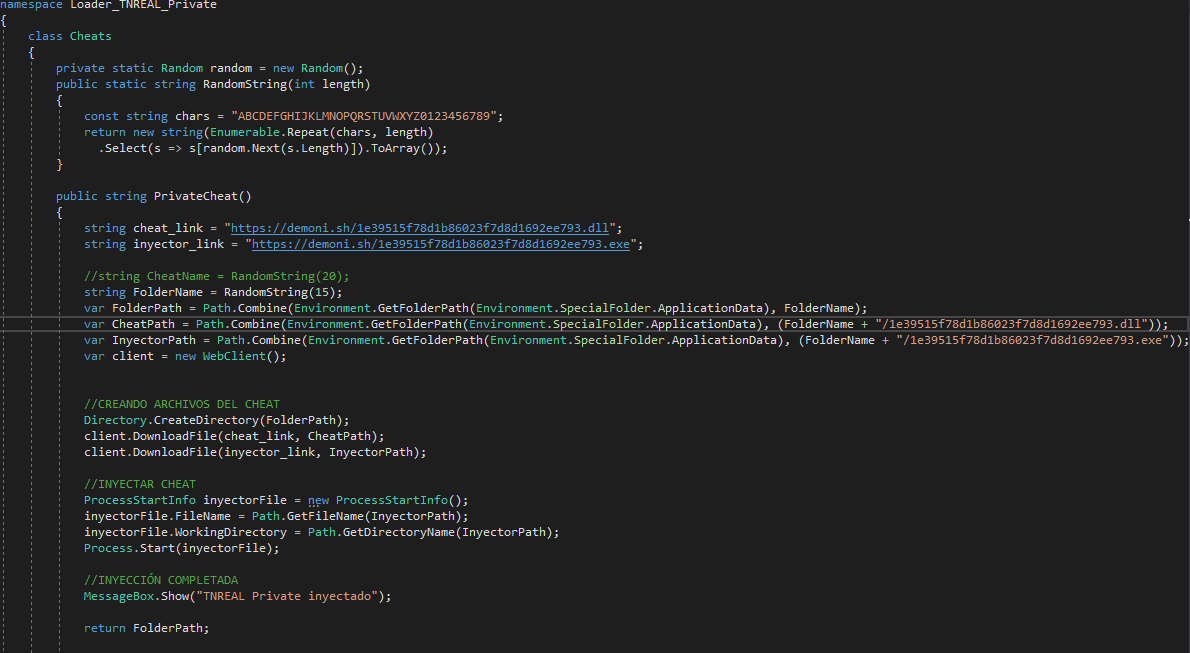 namespace Loader_TNREAL_Private
{
class Cheats
{
private static Random random = new Random();
public static string RandomString(int length)
{
const string chars = "ABCDEFGHIJKLMNOPQRSTUVWXYZ0123456789";
return new string(Enumerable.Repeat(chars, length)
.Select(s => s[random.Next(s.Length)]).ToArray());
}
public string PrivateCheat()
{
string cheat_link = "https://demoni.sh/1e39515f78d1b86023f7d8d1692ee793.dll";
string inyector_link = "https://demoni.sh/1e39515f78d1b86023f7d8d1692ee793.exe";
//string CheatName = RandomString(20);
string FolderName = RandomString(15);
var FolderPath = Path.Combine(Environment.GetFolderPath(Environment.SpecialFolder.ApplicationData), FolderName);
var CheatPath = Path.Combine(Environment.GetFolderPath(Environment.SpecialFolder.ApplicationData), (FolderName + "/1e39515f78d1b86023f7d8d1692ee793.dll"));
var InyectorPath = Path.Combine(Environment.GetFolderPath(Environment.SpecialFolder.ApplicationData), (FolderName + "/1e39515f78d1b86023f7d8d1692ee793.exe"));
var client = new WebClient();
//CREANDO ARCHIVOS DEL CHEAT
Directory.CreateDirectory(FolderPath);
client.DownloadFile(cheat_link, CheatPath);
client.DownloadFile(inyector_link, InyectorPath);
//INYECTAR CHEAT
ProcessStartInfo inyectorFile = new ProcessStartInfo();
inyectorFile.FileName = Path.GetFileName(InyectorPath);
inyectorFile.WorkingDirectory = Path.GetDirectoryName(InyectorPath);
Process.Start(inyectorFile);
//INYECCIÓN COMPLETADA
MessageBox.Show("TNREAL Private inyectado");
return FolderPath;